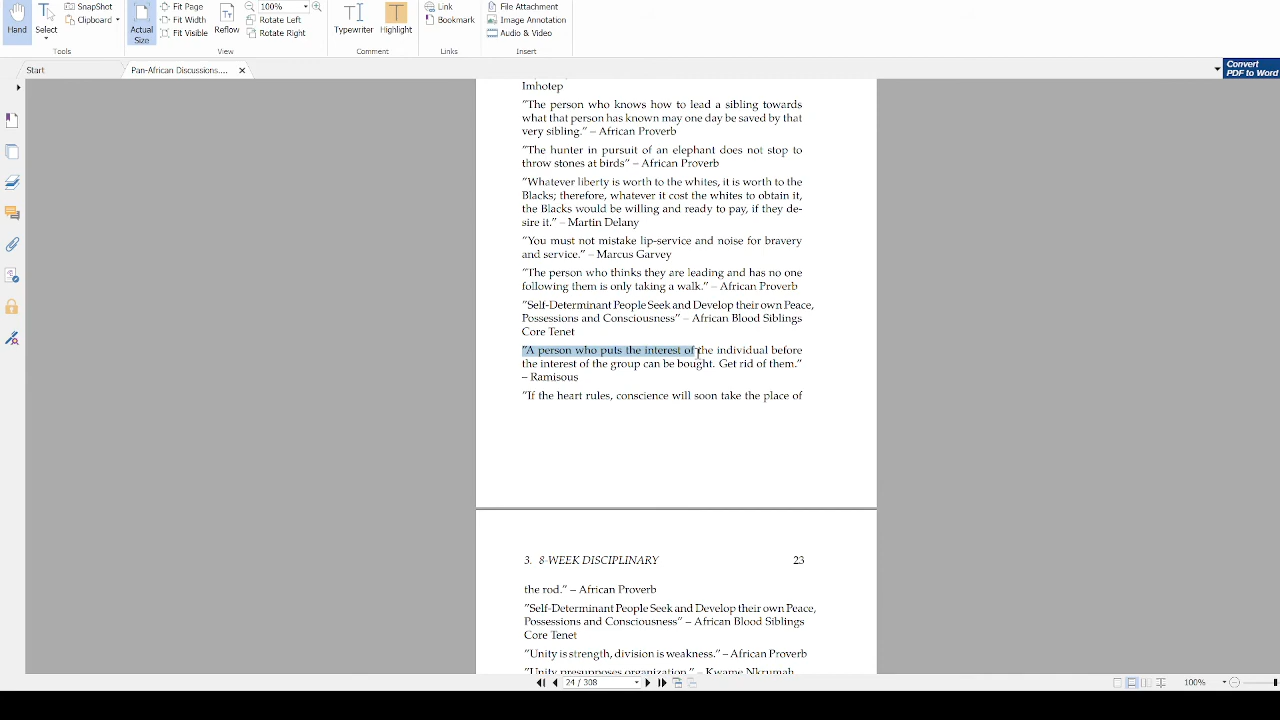 SnapShot
Clipboard
Hand
Select
Tools
Actual
Size
Fit Page
Fit Width
Fit Visible
Reflow
100%
Rotate Left
Rotate Right
View
Typewriter
Highlight
Comment
Link
Bookmark
Links
File Attachment
Image Annotation
Audio & Video
Insert
Start
Pan-African Discussions....
Convert
PDF to Word
Imhotep
“The person who knows how to lead a sibling towards
what that person has known may one day be saved by that
very sibling.” – African Proverb
“The hunter in pursuit of an elephant does not stop to
throw stones at birds” – African Proverb
“Whatever liberty is worth to the whites, it is worth to the
Blacks; therefore, whatever it cost the whites to obtain it,
the Blacks would be willing and ready to pay, if they de-
sire it.” – Martin Delany
“You must not mistake lip-service and noise for bravery
and service.” – Marcus Garvey
“The person who thinks they are leading and has no one
following them is only taking a walk.” – African Proverb
“Self-Determinant People Seek and Develop their own Peace,
Possessions and Consciousness” – African Blood Siblings
Core Tenet
“A person who puts the interest of the individual before
the interest of the group can be bought. Get rid of them.”
– Ramisous
“If the heart rules, conscience will soon take the place of
3. 8-WEEK DISCIPLINARY 23
the rod.” – African Proverb
“Self-Determinant People Seek and Develop their own Peace,
Possessions and Consciousness” – African Blood Siblings
Core Tenet
“Unity is strength, division is weakness.” – African Proverb
“Unity presupposes organization.” – Kwame Nkrumah
24 / 308
100%